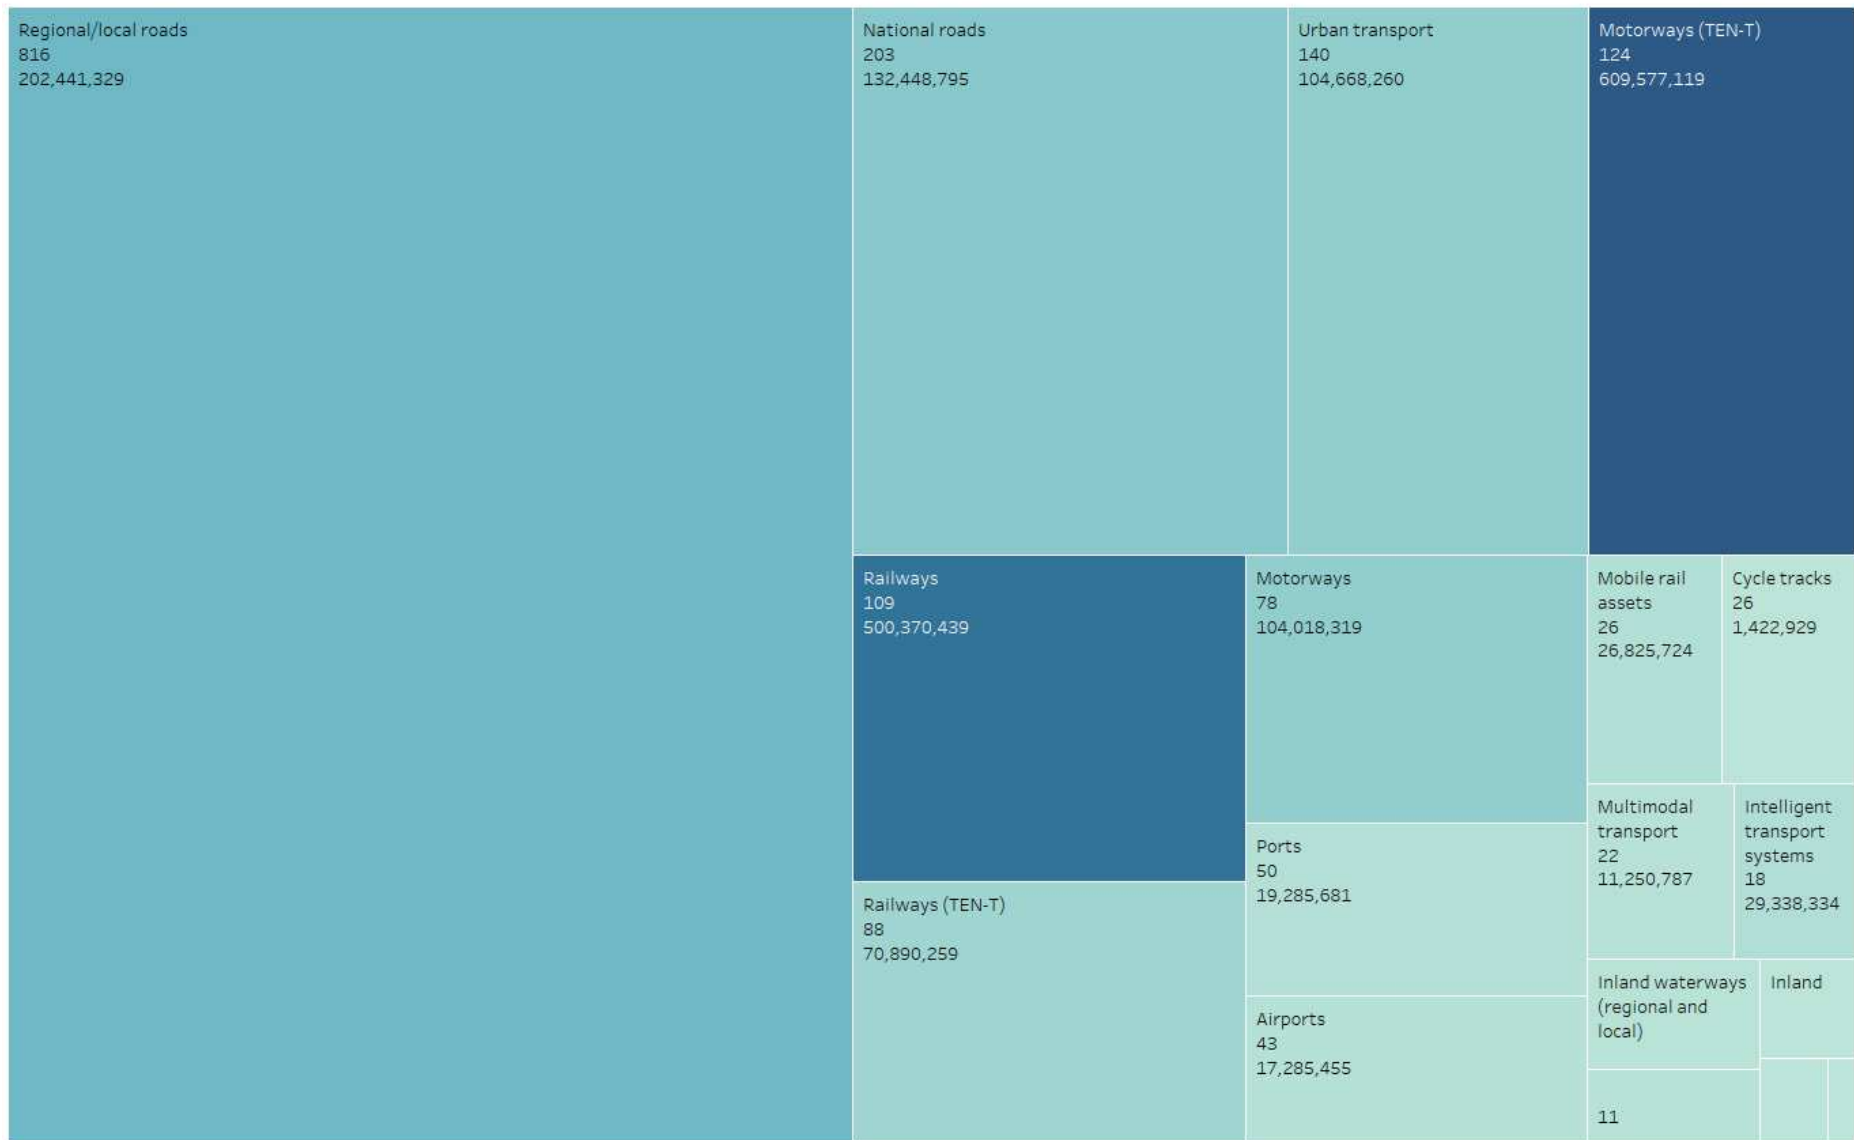 Regional/local roads
816
202,441,329
National roads
203
132,448,795
Urban transport
140
104,668,260
Motorways (TEN-T)
124
609,577,119
Railways
109
500,370,439
Railways (TEN-T)
88
70,890,259
Motorways
78
104,018,319
Ports
50
19,285,681
Airports
43
17,285,455
Mobile rail
assets
26
26,825,724
Cycle tracks
26
1,422,929
Multimodal
transport
22
11,250,787
Intelligent
transport
systems
18
29,338,334
Inland waterways
(regional and
local)
Inland
11